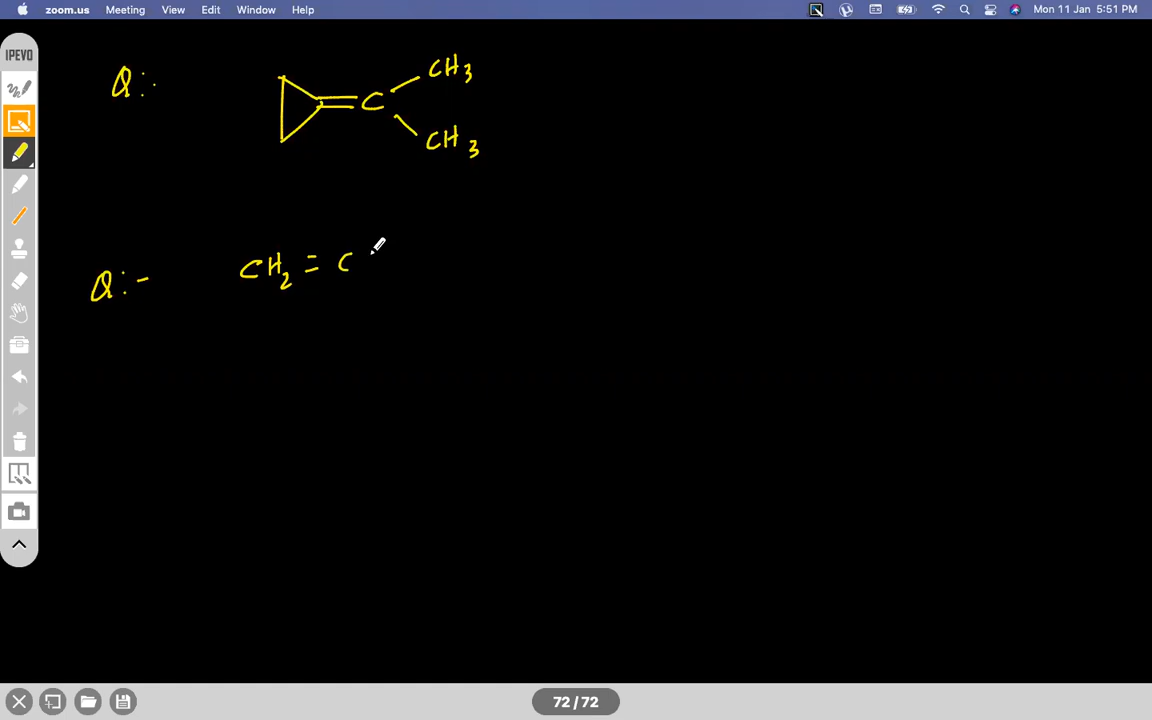 zoom.us Meeting View Edit Window Help Mon 11 Jan 5:51 PM
IPEVO
Q:-
CH3
=C
CH3
Q:- CH2 = C
72 / 72